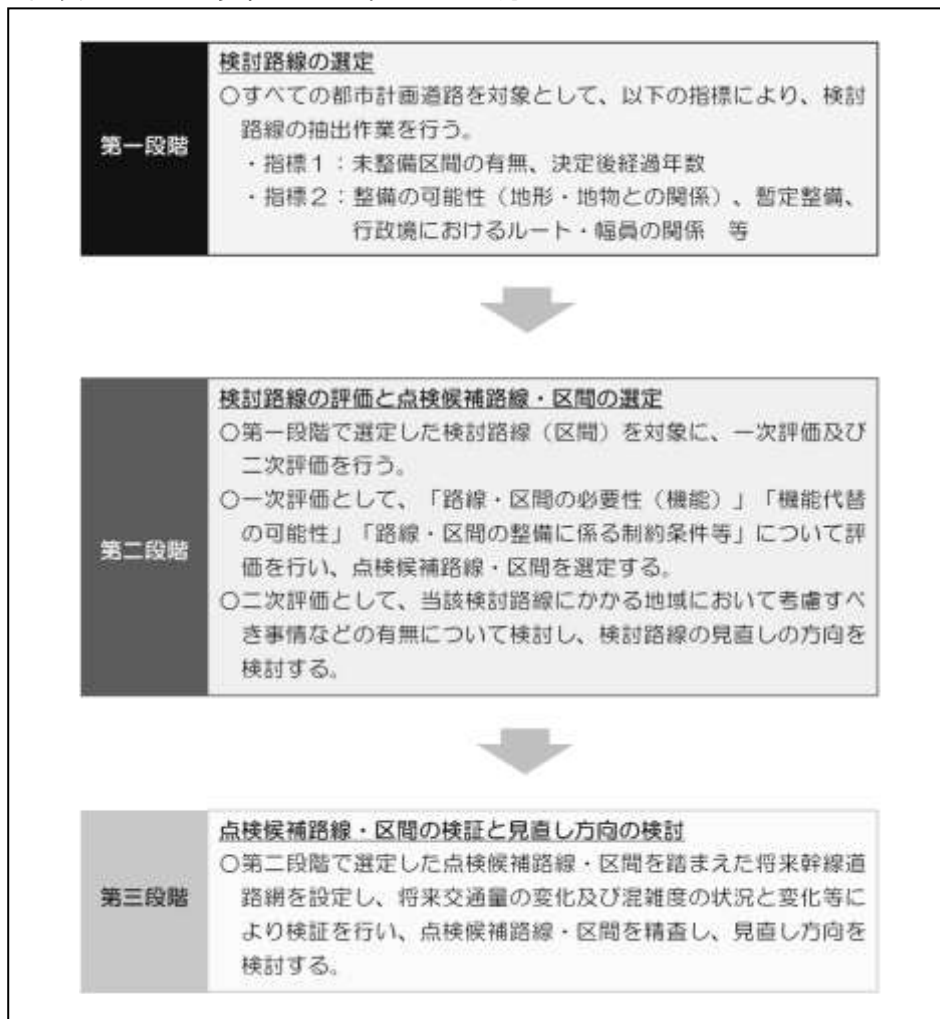 第一段階
検討路線の選定
○すべての都市計画道路を対象として、以下の指標により、検討
路線の抽出作業を行う。
・指標１：未整備区間の有無、決定後経過年数
・指標２：整備の可能性（地形・地物との関係）、暫定整備、
行政境におけるルート・幅員の関係　等
第二段階
検討路線の評価と点検候補路線・区間の選定
○第一段階で選定した検討路線（区間）を対象に、一次評価及び
二次評価を行う。
○一次評価として、「路線・区間の必要性（機能）」「機能代替
の可能性」「路線・区間の整備に係る制約条件等」について評
価を行い、点検候補路線・区間を選定する。
○二次評価として、当該検討路線にかかる地域において考慮すべ
き事情などの有無について検討し、検討路線の見直しの方向を
検討する。
第三段階
点検候補路線・区間の検証と見直し方向の検討
○第二段階で選定した点検候補路線・区間を踏まえた将来幹線道
路網を設定し、将来交通量の変化及び混雑度の状況と変化等に
より検証を行い、点検候補路線・区間を精査し、見直し方向を
検討する。